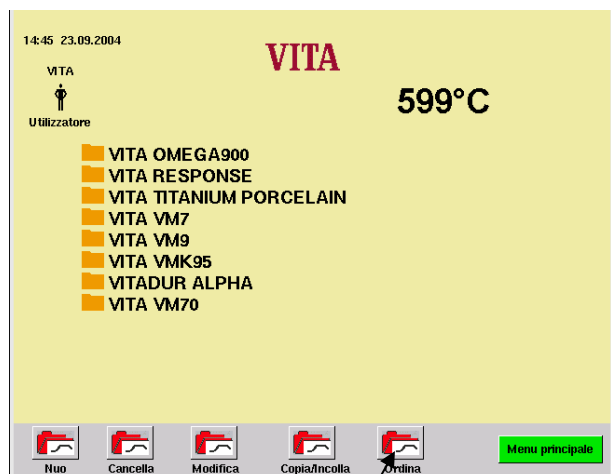 14:45 23.09.2004
VITA
VITA
599°C
Utilizzatore
VITA OMEGA900
VITA RESPONSE
VITA TITANIUM PORCELAIN
VITA VM7
VITA VM9
VITA VMK95
VITADUR ALPHA
VITA VM70
Nuo
Cancella
Modifica
Copia/Incolla
Ordina
Menu principale